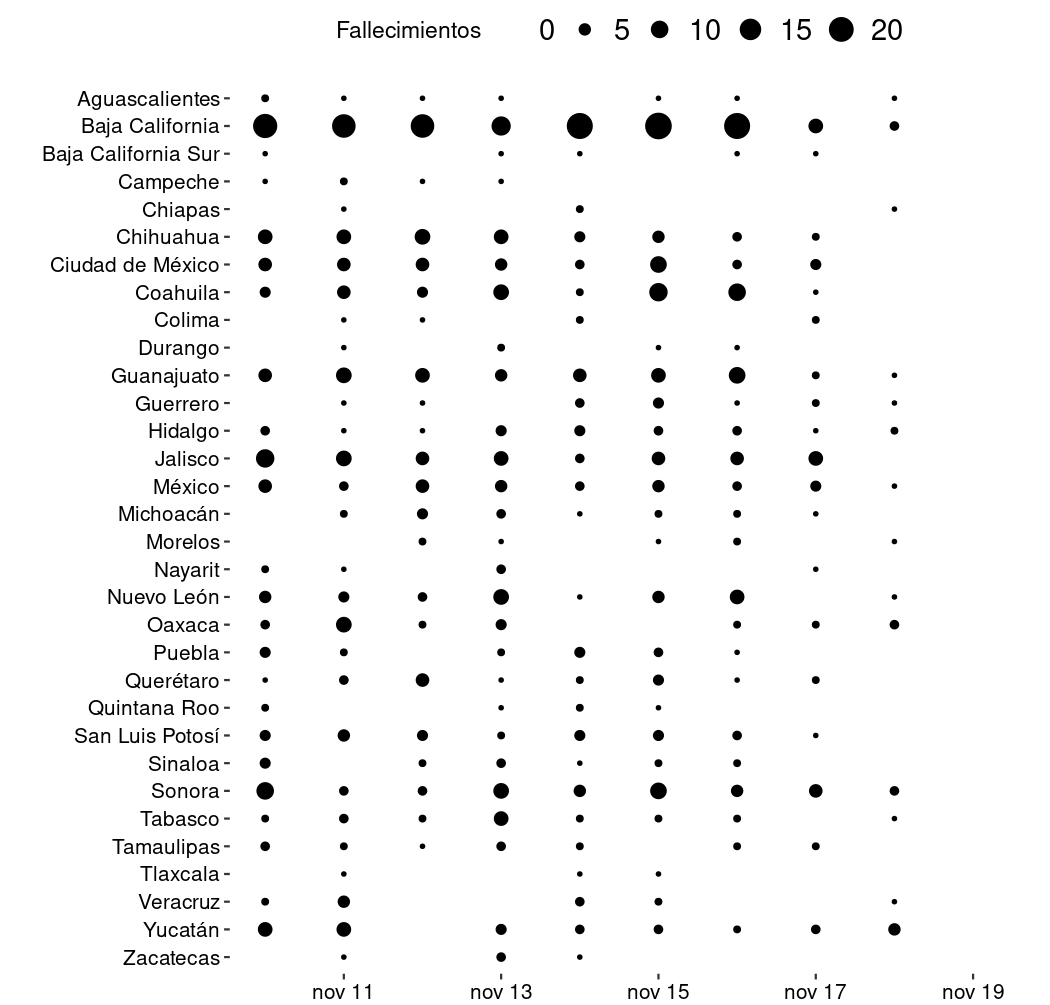 Fallecimientos 0 5 10 15 20
Aguascalientes
Baja California
Baja California Sur
Campeche
Chiapas
Chihuahua
Ciudad de México
Coahuila
Colima
Durango
Guanajuato
Guerrero
Hidalgo
Jalisco
México
Michoacán
Morelos
Nayarit
Nuevo León
Oaxaca
Puebla
Querétaro
Quintana Roo
San Luis Potosí
Sinaloa
Sonora
Tabasco
Tamaulipas
Tlaxcala
Veracruz
Yucatán
Zacatecas
nov 11 nov 13 nov 15 nov 17 nov 19